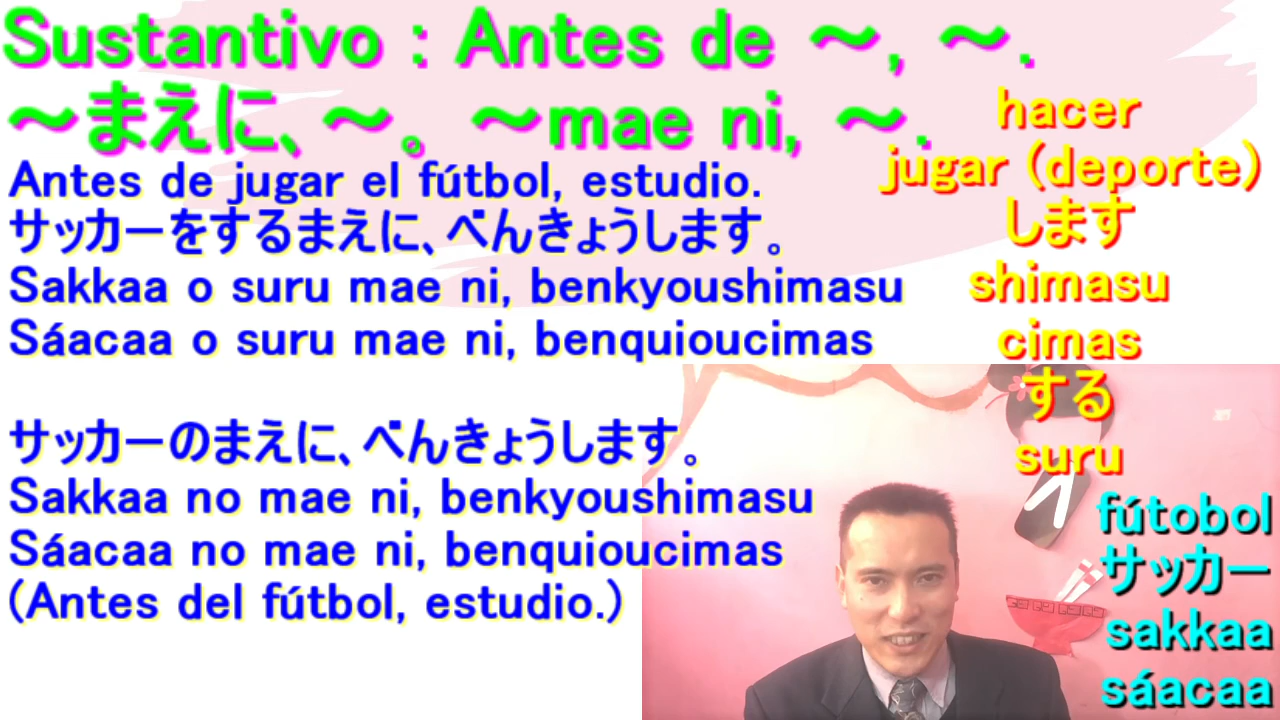 Sustantivo : Antes de ～, ～.
～まえに、～。 ～mae ni, ～.
Antes de jugar el fútbol, estudio.
サッカーをするまえに、べんきょうします。
Sakkaa o suru mae ni, benkyoushimasu
Sáacaa o suru mae ni, benquioucimas
サッカーのまえに、べんきょうします。
Sakkaa no mae ni, benkyoushimasu
Sáacaa no mae ni, benquioucimas
(Antes del fútbol, estudio.)
hacer
jugar (deporte)
します
shimasu
cimas
する
suru
fútobol
サッカー
sakkaa
sáacaa